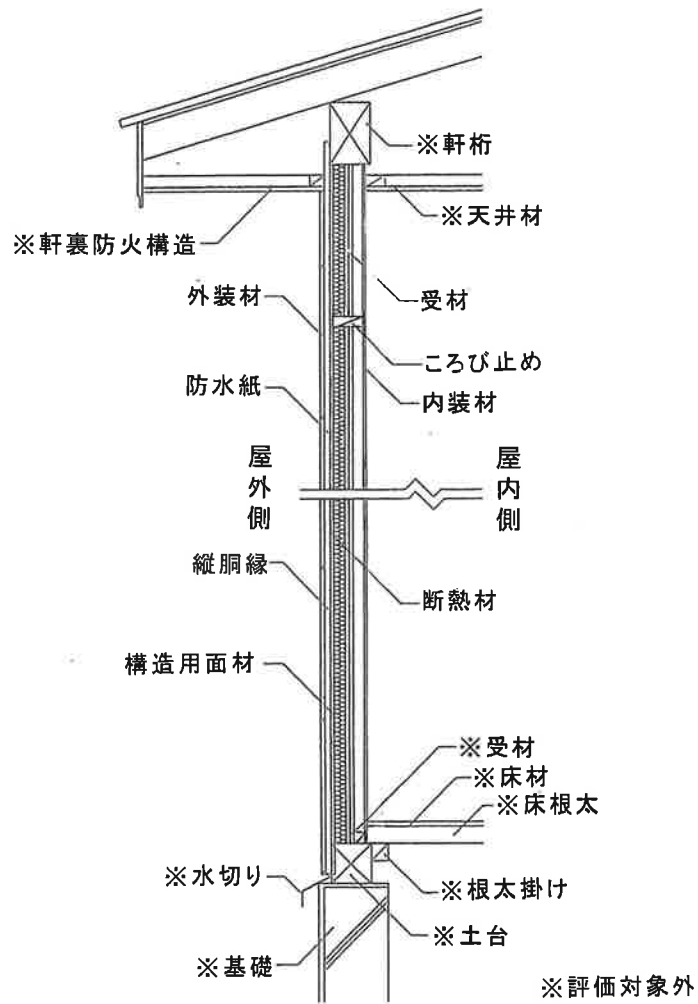 ※軒桁
※天井材
※軒裏防火構造
外装材
受材
ころび止め
防水紙
内装材
屋外側
屋内側
縦胴縁
断熱材
構造用面材
※受材
※床材
※床根太
※水切り
※根太掛け
※土台
※基礎
※評価対象外